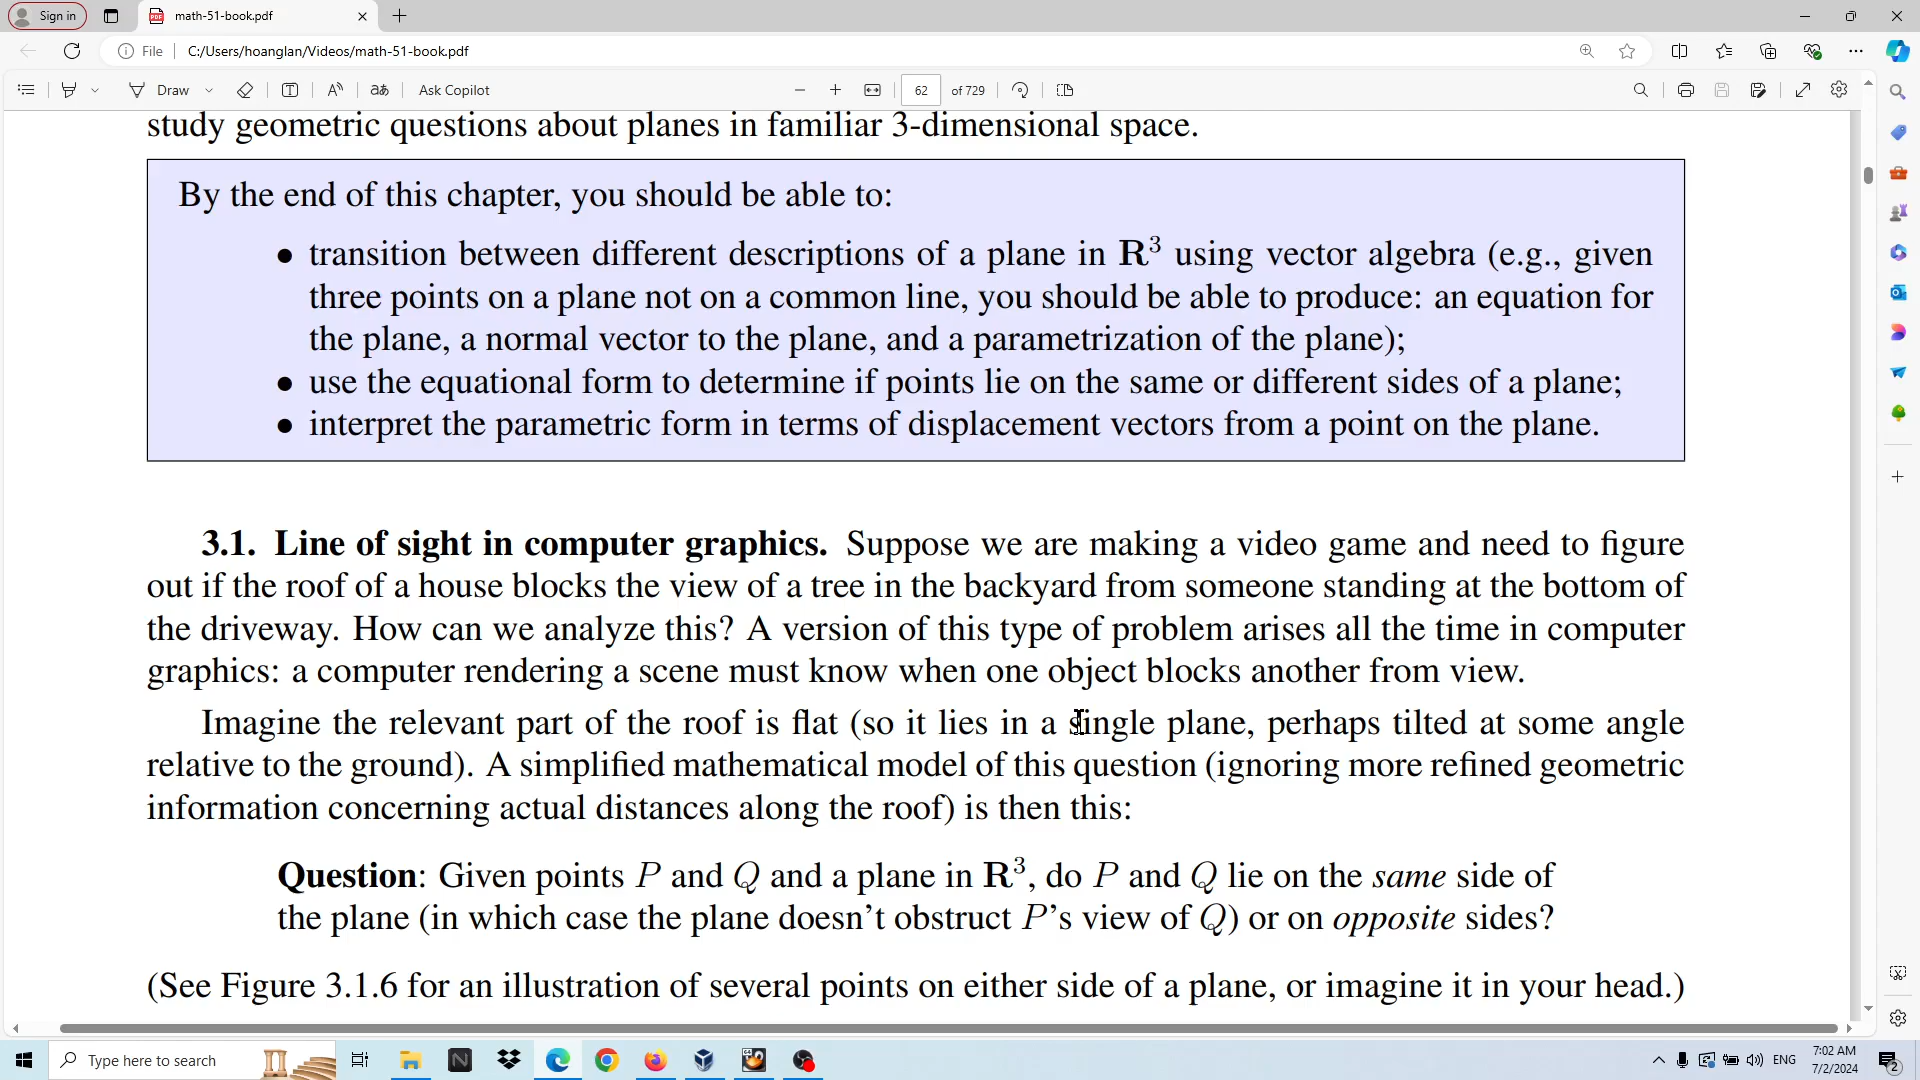 Sign in
math-51-book.pdf
File
C:/Users/hoanglan/Videos/math-51-book.pdf
Draw
Ask Copilot
62 of 729
study geometric questions about planes in familiar 3-dimensional space.
By the end of this chapter, you should be able to:
• transition between different descriptions of a plane in R³ using vector algebra (e.g., given
three points on a plane not on a common line, you should be able to produce: an equation for
the plane, a normal vector to the plane, and a parametrization of the plane);
• use the equational form to determine if points lie on the same or different sides of a plane;
• interpret the parametric form in terms of displacement vectors from a point on the plane.
3.1. Line of sight in computer graphics. Suppose we are making a video game and need to figure
out if the roof of a house blocks the view of a tree in the backyard from someone standing at the bottom of
the driveway. How can we analyze this? A version of this type of problem arises all the time in computer
graphics: a computer rendering a scene must know when one object blocks another from view.
Imagine the relevant part of the roof is flat (so it lies in a single plane, perhaps tilted at some angle
relative to the ground). A simplified mathematical model of this question (ignoring more refined geometric
information concerning actual distances along the roof) is then this:
Question: Given points P and Q and a plane in R³, do P and Q lie on the same side of
the plane (in which case the plane doesn't obstruct P's view of Q) or on opposite sides?
(See Figure 3.1.6 for an illustration of several points on either side of a plane, or imagine it in your head.)
Type here to search
ENG
7:02 AM
7/2/2024
2